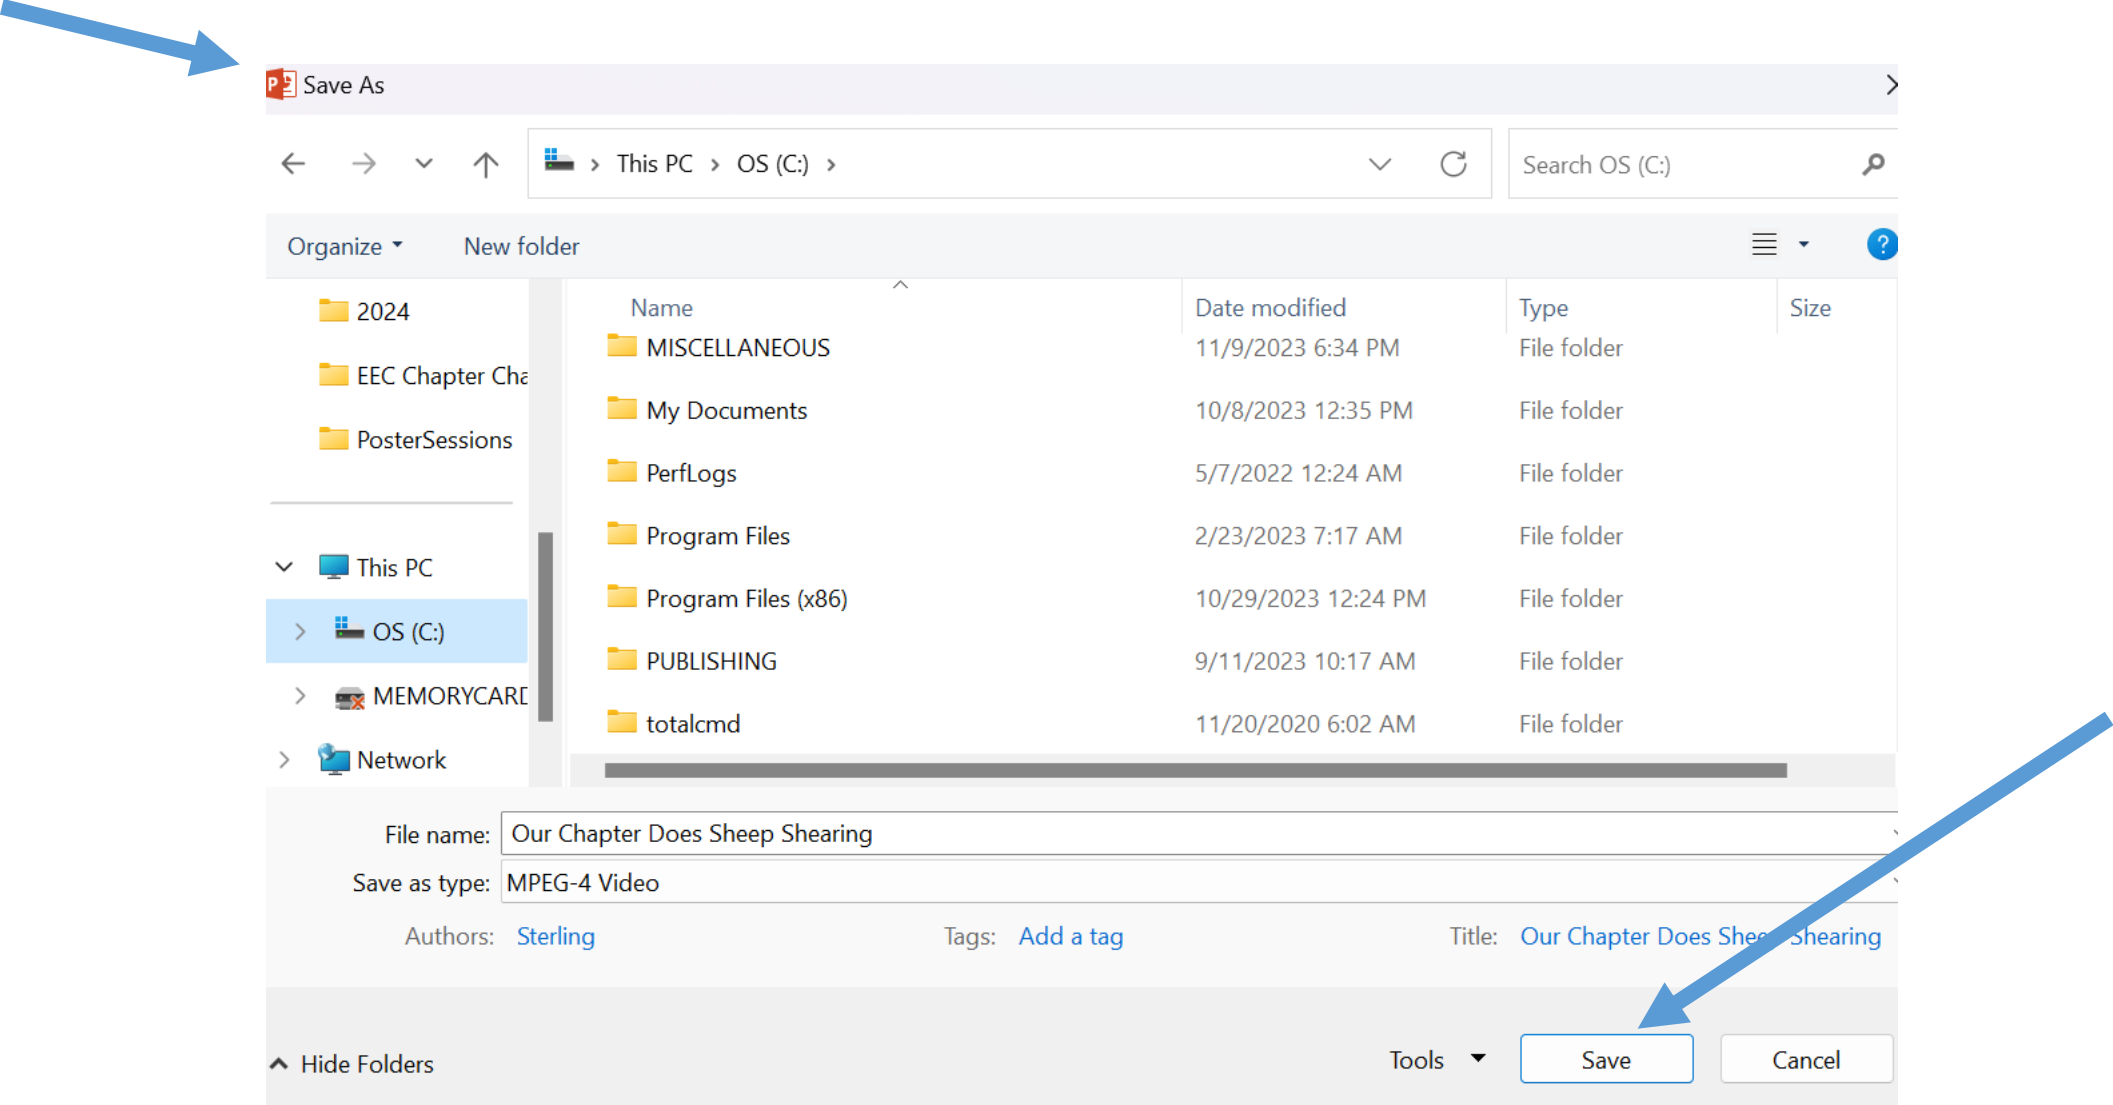 Save As
This PC > OS (C:) >
Search OS (C:)
Organize
New folder
?
2024
EEC Chapter Cha
PosterSessions
This PC
OS (C:)
MEMORYCARD
Network
Name Date modified Type Size
MISCELLANEOUS 11/9/2023 6:34 PM File folder
My Documents 10/8/2023 12:35 PM File folder
PerfLogs 5/7/2022 12:24 AM File folder
Program Files 2/23/2023 7:17 AM File folder
Program Files (x86) 10/29/2023 12:24 PM File folder
PUBLISHING 9/11/2023 10:17 AM File folder
totalcmd 11/20/2020 6:02 AM File folder
File name: Our Chapter Does Sheep Shearing
Save as type: MPEG-4 Video
Authors: Sterling Tags: Add a tag Title: Our Chapter Does Sheep Shearing
Hide Folders
Tools Save Cancel